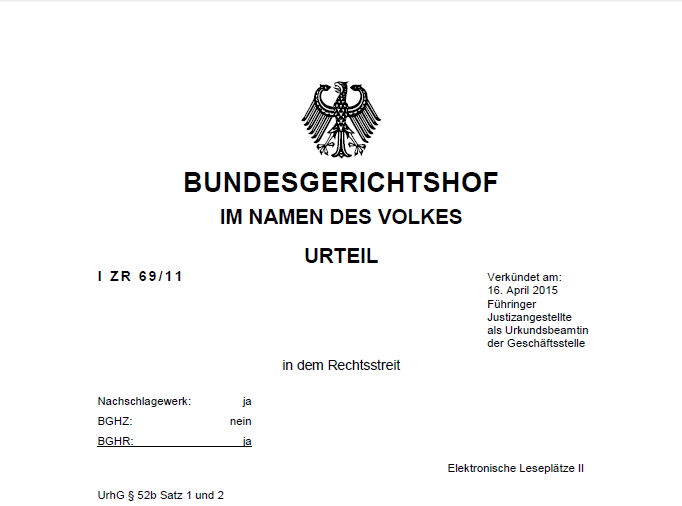 BUNDESGERICHTSHOF
IM NAMEN DES VOLKES
URTEIL
I ZR 69/11
Verkündet am:
16. April 2015
Führinger
Justizangestellte
als Urkundsbeamtin
der Geschäftsstelle
in dem Rechtsstreit
Nachschlagewerk: ja
BGHZ: nein
BGHR: ja
Elektronische Leseplätze II
UrhG § 52b Satz 1 und 2